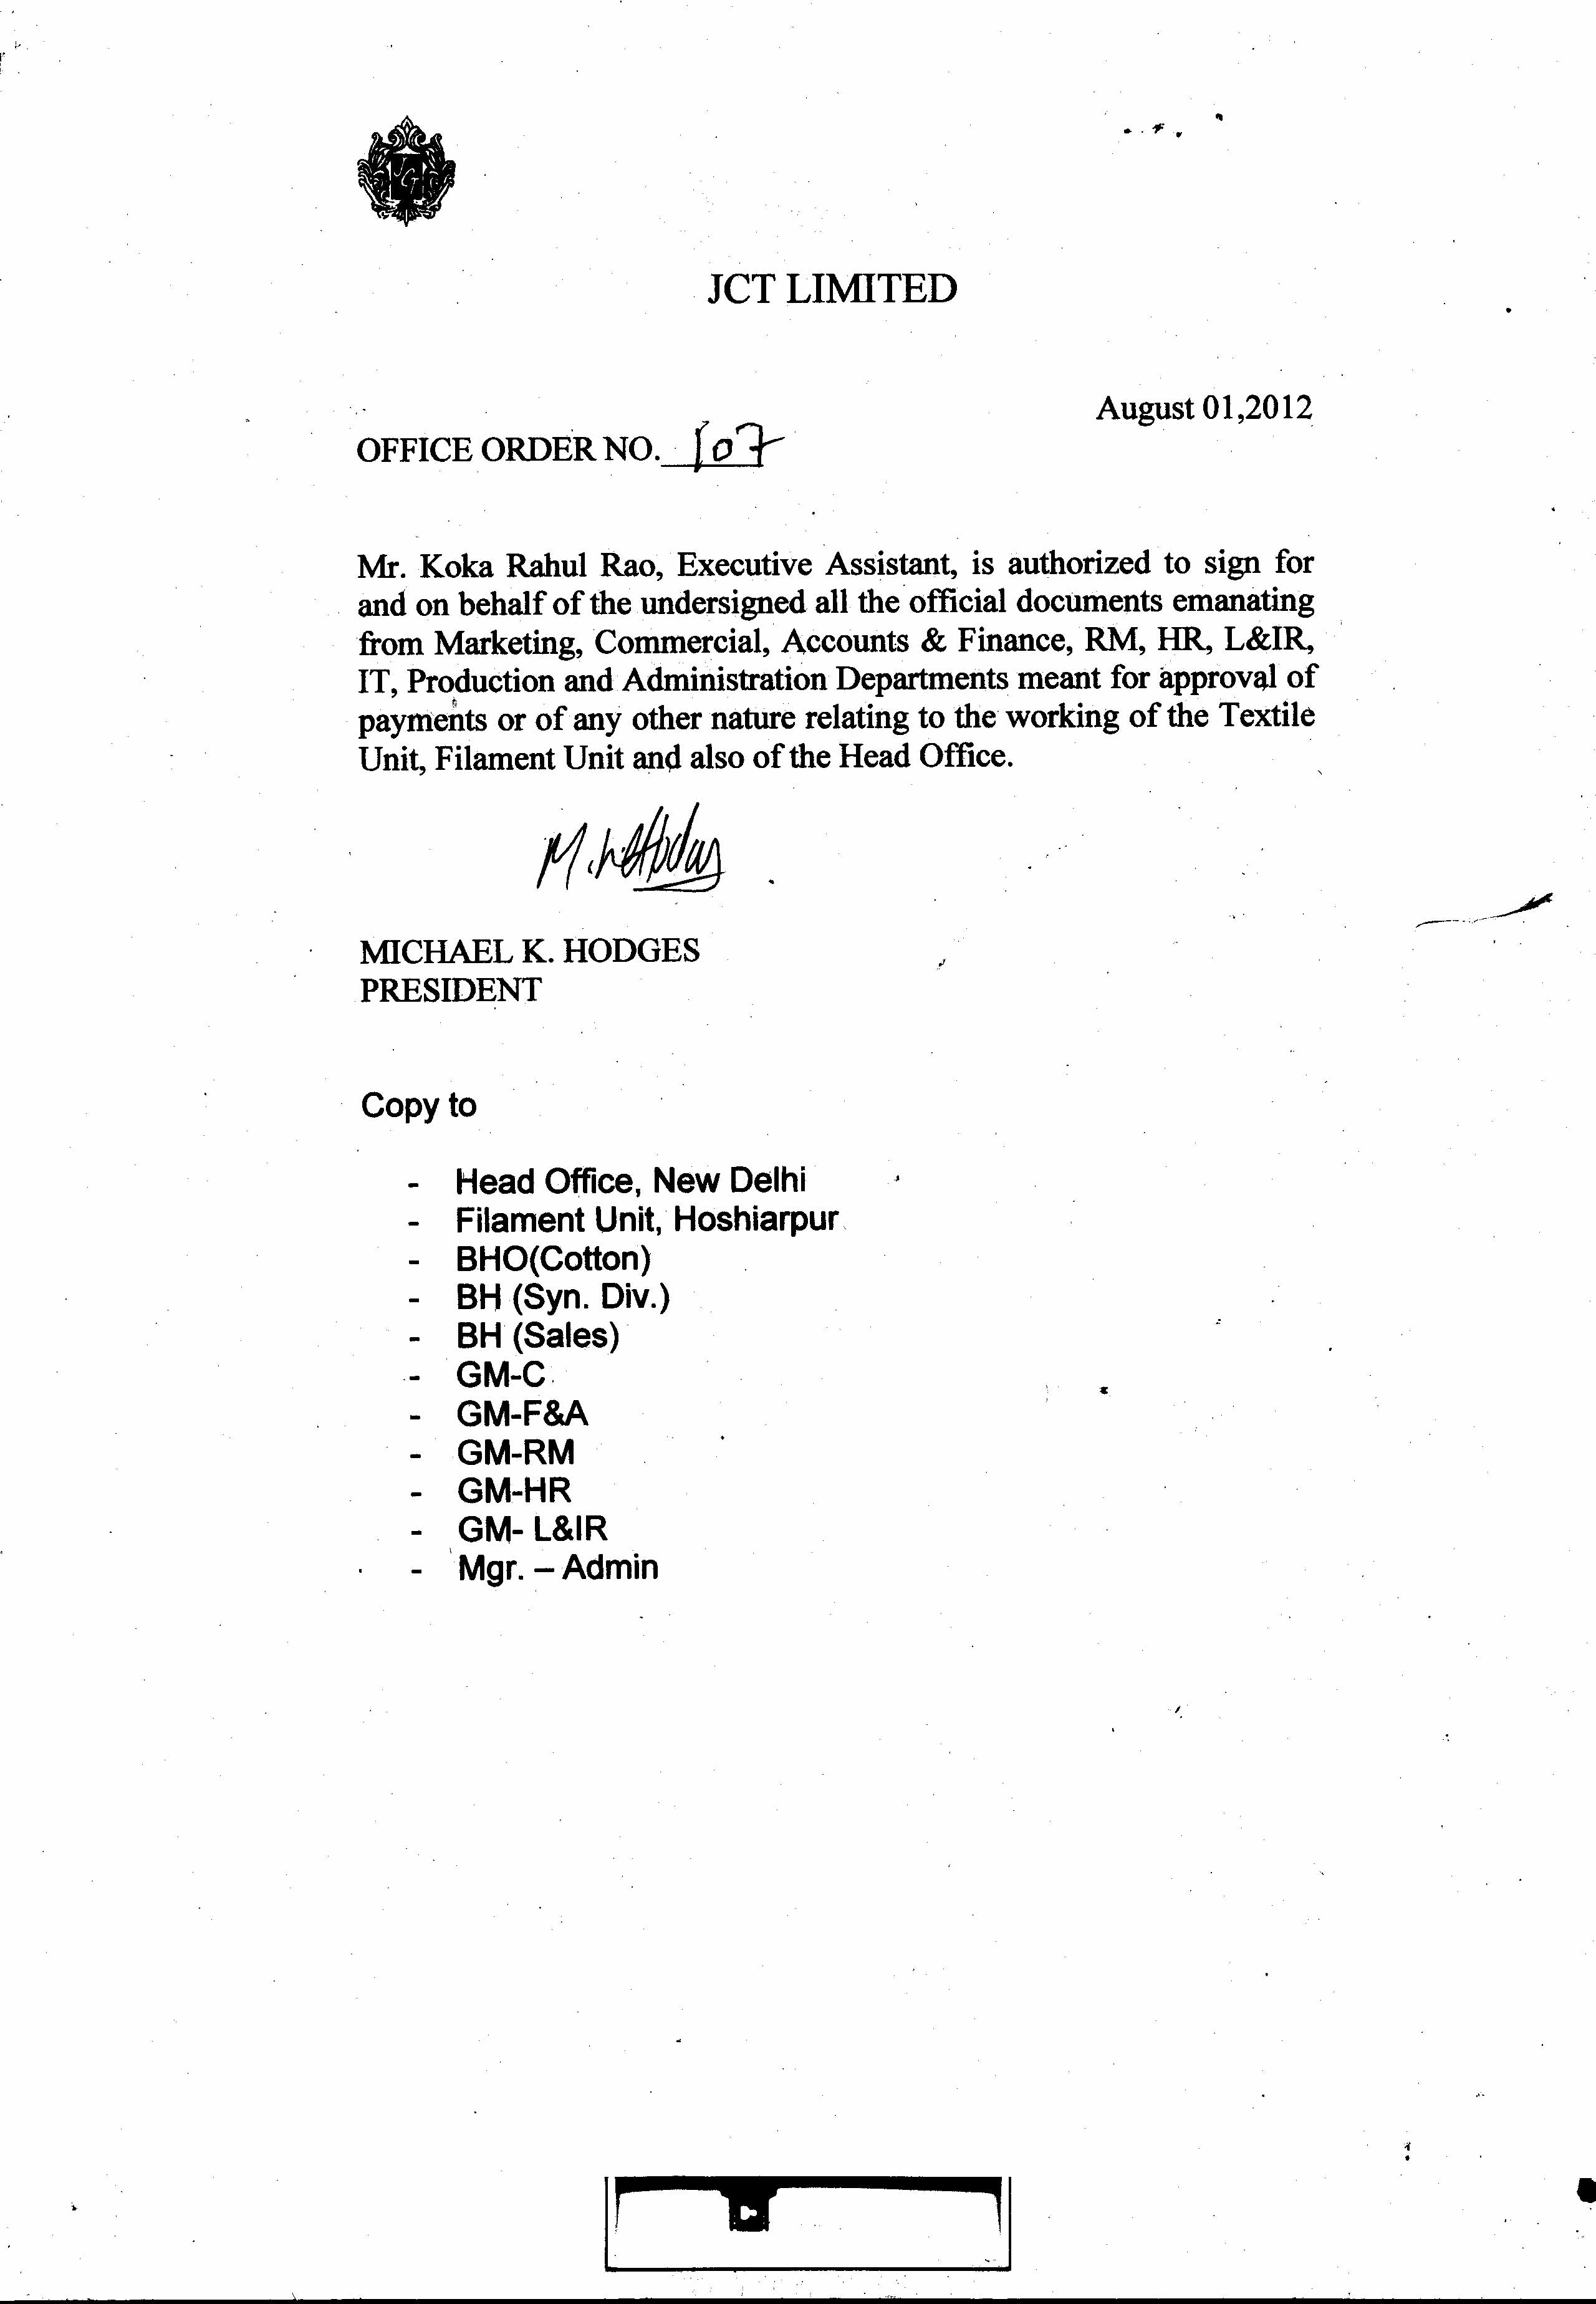 JCT LIMITED
August 01,2012
OFFICE ORDER NO. 107
Mr. Koka Rahul Rao, Executive Assistant, is authorized to sign for
and on behalf of the undersigned all the official documents emanating
from Marketing, Commercial, Accounts & Finance, RM, HR, L&IR,
IT, Production and Administration Departments meant for approval of
payments or of any other nature relating to the working of the Textile
Unit, Filament Unit and also of the Head Office.
MICHAEL K. HODGES
PRESIDENT
Copy to
- Head Office, New Delhi
- Filament Unit, Hoshiarpur
- BHO(Cotton)
- BH (Syn. Div.)
- BH (Sales)
- GM-C
- GM-F&A
- GM-RM
- GM-HR
- GM- L&IR
- Mgr. – Admin